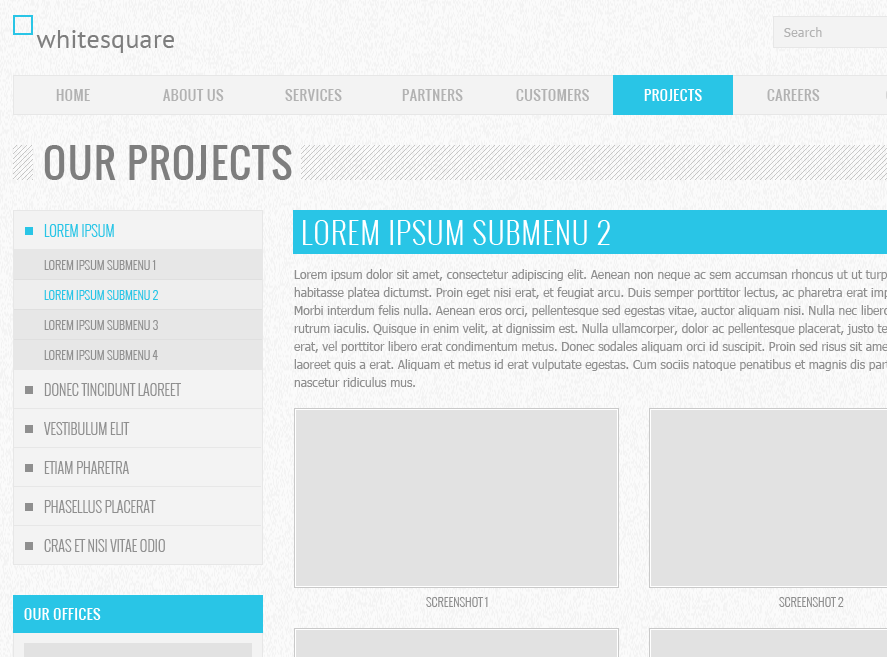 whitesquare
Search
HOME ABOUT US SERVICES PARTNERS CUSTOMERS PROJECTS CAREERS
OUR PROJECTS
LOREM IPSUM
LOREM IPSUM SUBMENU 1
LOREM IPSUM SUBMENU 2
LOREM IPSUM SUBMENU 3
LOREM IPSUM SUBMENU 4
DONEC TINCIDUNT LAOREET
VESTIBULUM ELIT
ETIAM PHARETRA
PHASELLUS PLACERAT
CRAS ET NISI VITAE ODIO
OUR OFFICES
LOREM IPSUM SUBMENU 2
Lorem ipsum dolor sit amet, consectetur adipiscing elit. Aenean non neque ac sem accumsan rhoncus ut ut turp
habitasse platea dictumst. Proin eget nisi erat, et feugiat arcu. Duis semper porttitor lectus, ac pharetra erat imp
Morbi interdum felis nulla. Aenean eros orci, pellentesque sed egestas vitae, auctor aliquam nisi. Nulla nec liber
rutrum iaculis. Quisque in enim velit, at dignissim est. Nulla ullamcorper, dolor ac pellentesque placerat, justo te
erat, vel porttitor libero erat condimentum metus. Donec sodales aliquam orci id suscipit. Proin sed risus sit ame
laoreet quis a erat. Aliquam et metus id erat vulputate egestas. Cum sociis natoque penatibus et magnis dis part
nascetur ridiculus mus.
SCREENSHOT 1
SCREENSHOT 2